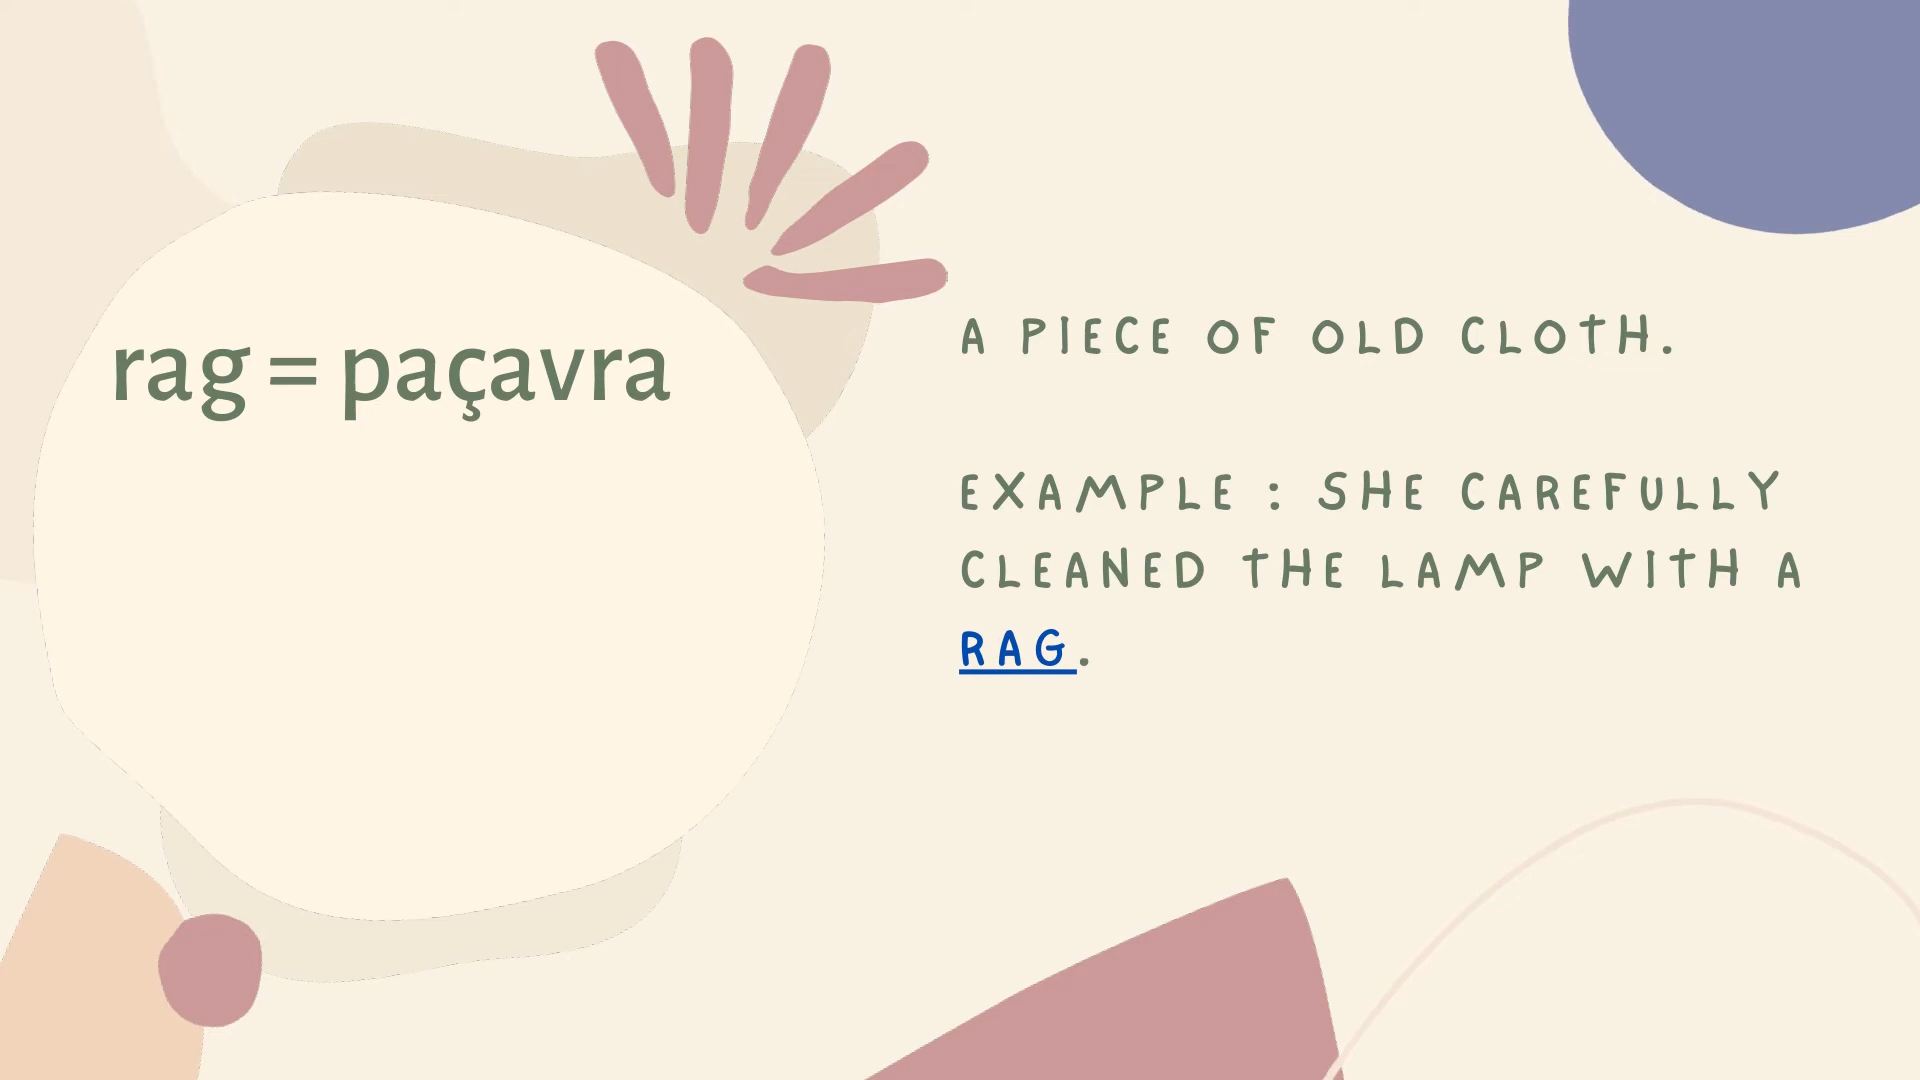 rag = paçavra
A PIECE OF OLD CLOTH.
EXAMPLE : SHE CAREFULLY
CLEANED THE LAMP WITH A
RAG.